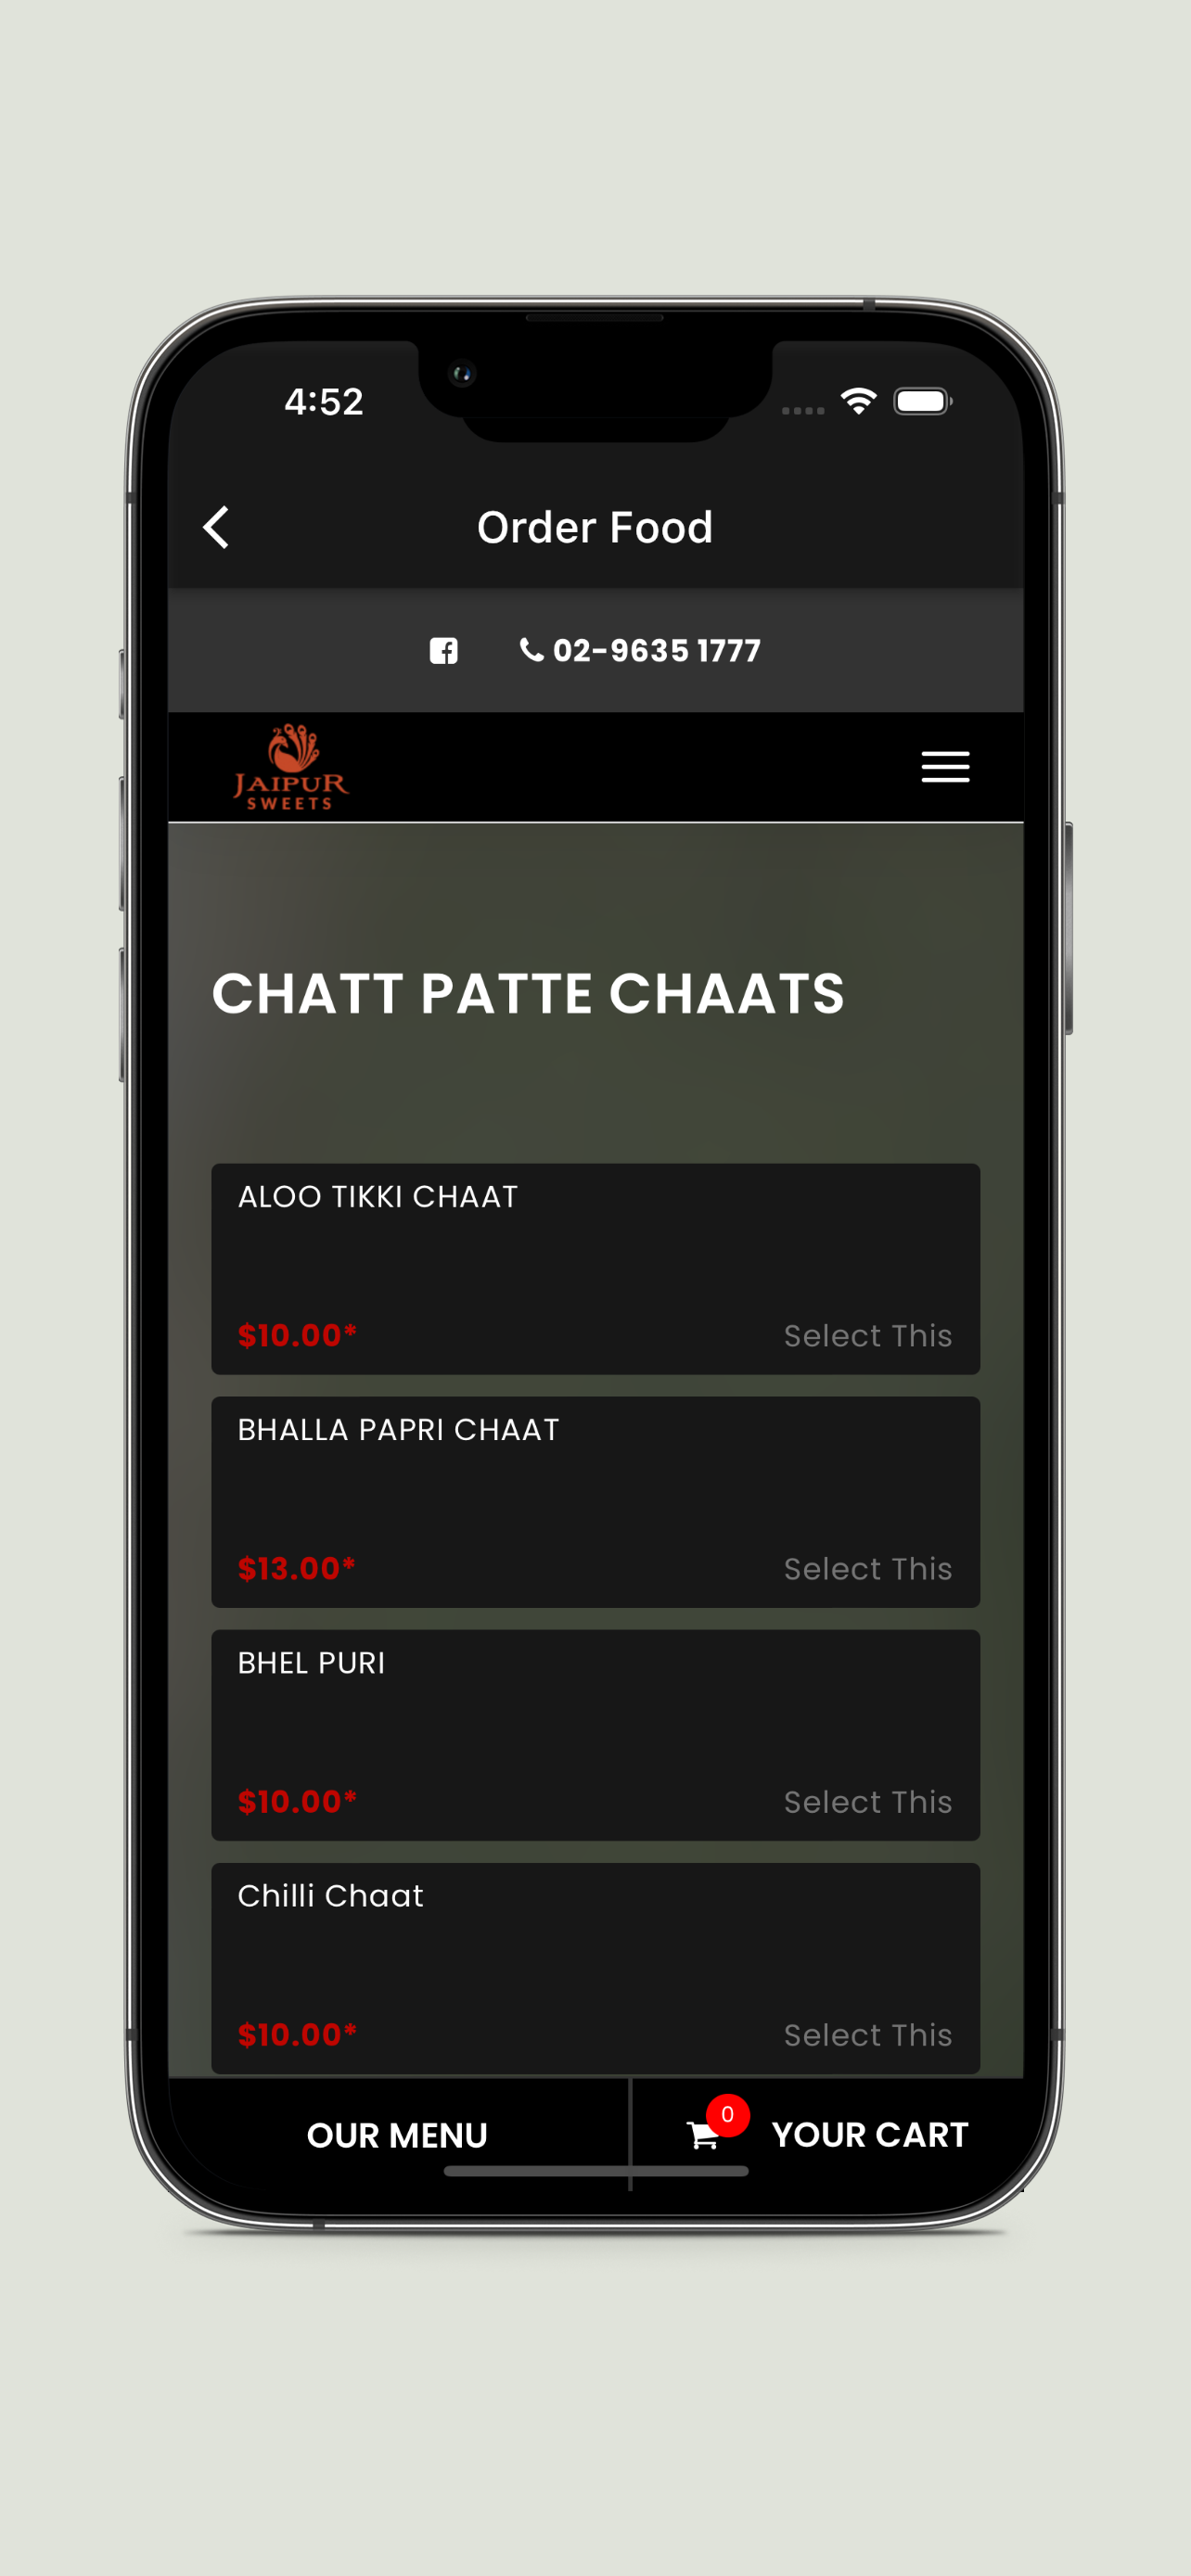 4:52
Order Food
02-9635 1777
JAIPUR
SWEETS
CHATT PATTE CHAATS
ALOO TIKKI CHAAT
$10.00*
Select This
BHALLA PAPRI CHAAT
$13.00*
Select This
BHEL PURI
$10.00*
Select This
Chilli Chaat
$10.00*
Select This
OUR MENU
0
YOUR CART